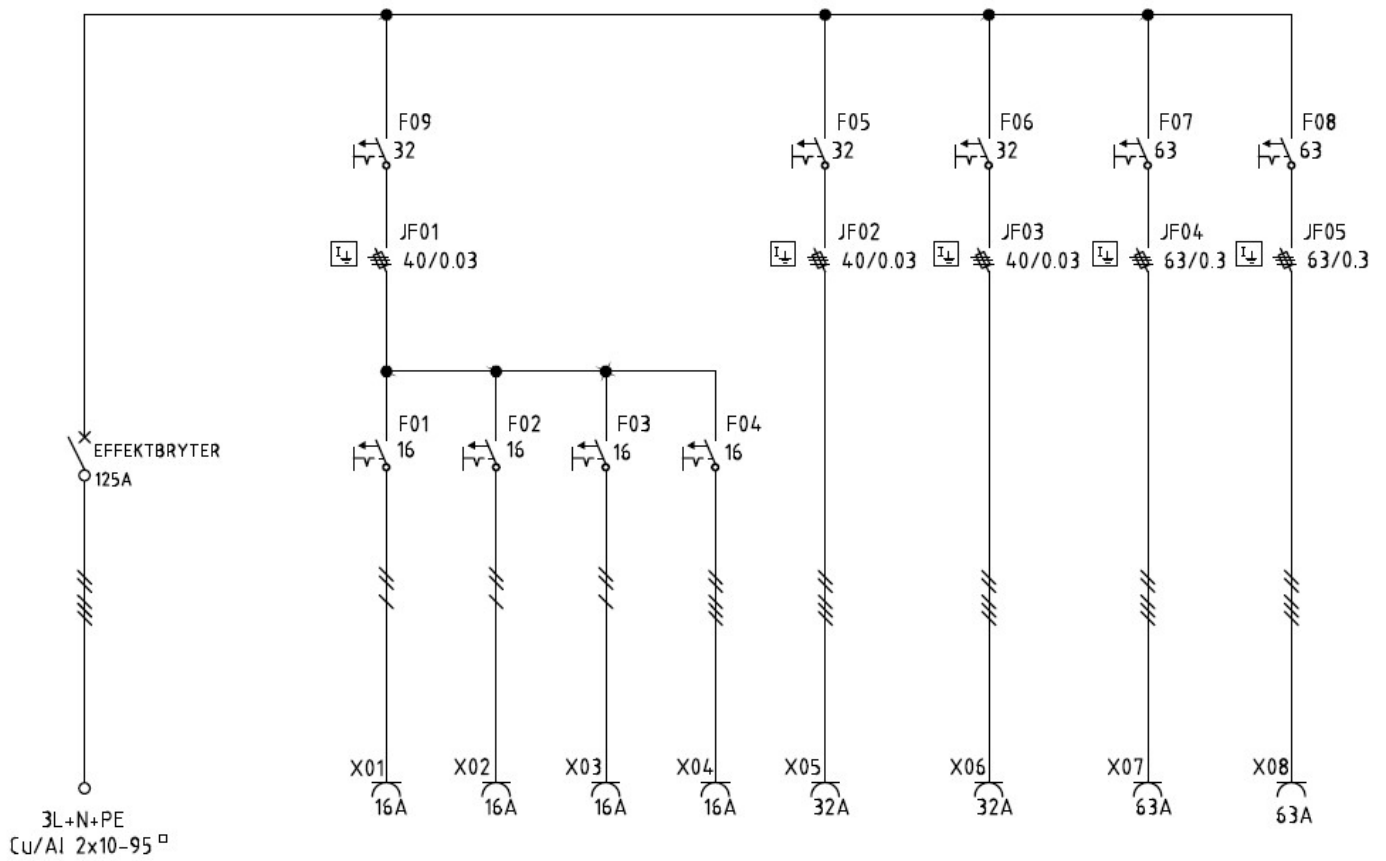 F09
32
F05
32
F06
32
F07
63
F08
63
JF01
40/0.03
JF02
40/0.03
JF03
40/0.03
JF04
63/0.3
JF05
63/0.3
I
I
I
I
I
F01
16
F02
16
F03
16
F04
16
EFFEKTBRYTER
125A
X01
16A
X02
16A
X03
16A
X04
16A
X05
32A
X06
32A
X07
63A
X08
63A
3L+N+PE
Cu/Al 2x10-95 □